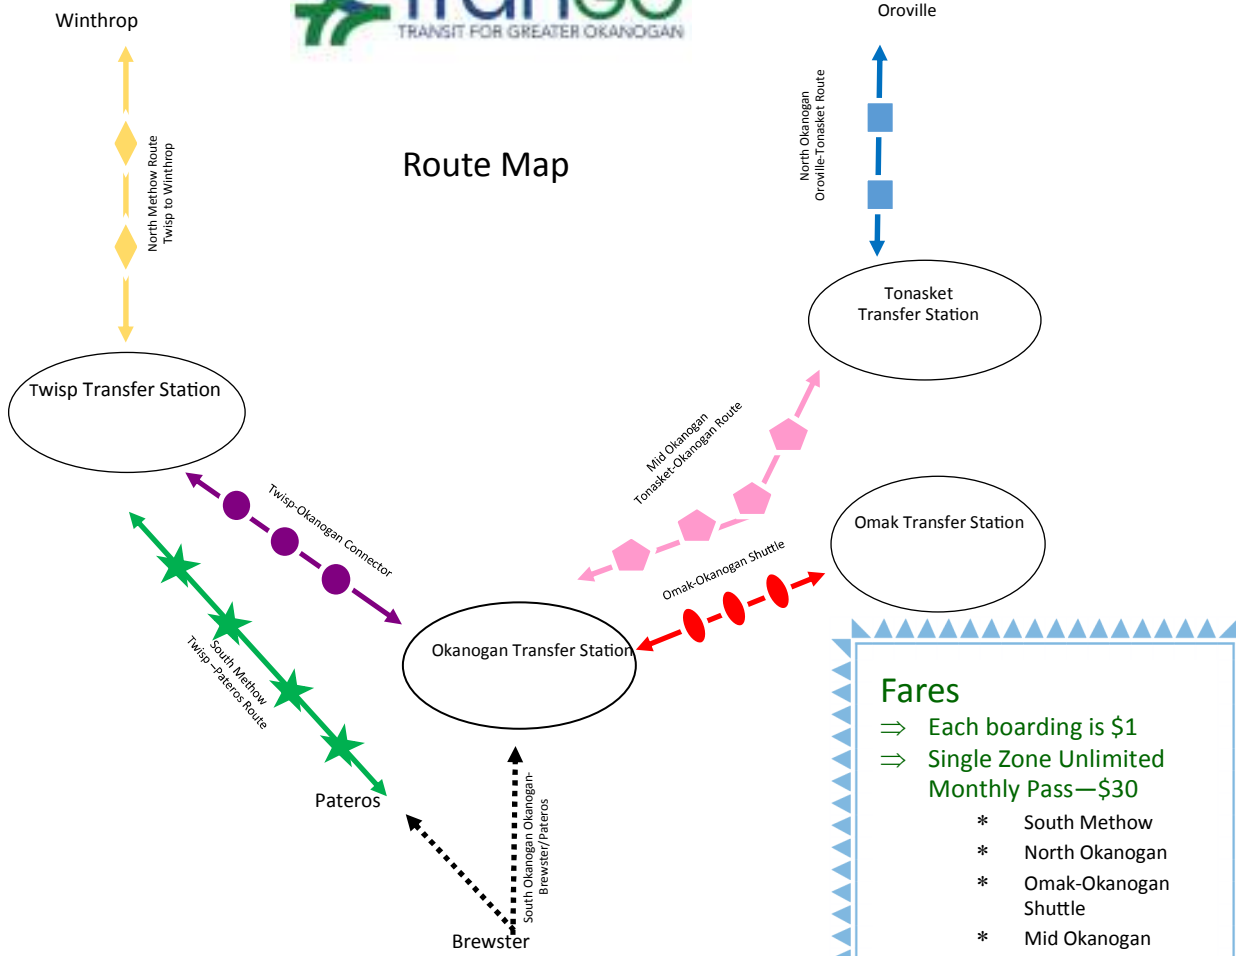 Winthrop
TranGO
TRANSIT FOR GREATER OKANOGAN
Oroville
Route Map
North Methow Route
Twisp to Winthrop
North Okanogan
Oroville-Tonasket Route
Tonasket
Transfer Station
Twisp Transfer Station
Mid Okanogan
Tonasket-Okanogan Route
Twisp-Okanogan Connector
Omak Transfer Station
Omak-Okanogan Shuttle
Okanogan Transfer Station
South Methow
Twisp –Pateros Route
Pateros
South Okanogan Okanogan-
Brewster/Pateros
Brewster
Fares
⇒ Each boarding is $1
⇒ Single Zone Unlimited
Monthly Pass—$30
* South Methow
* North Okanogan
* Omak-Okanogan
Shuttle
* Mid Okanogan